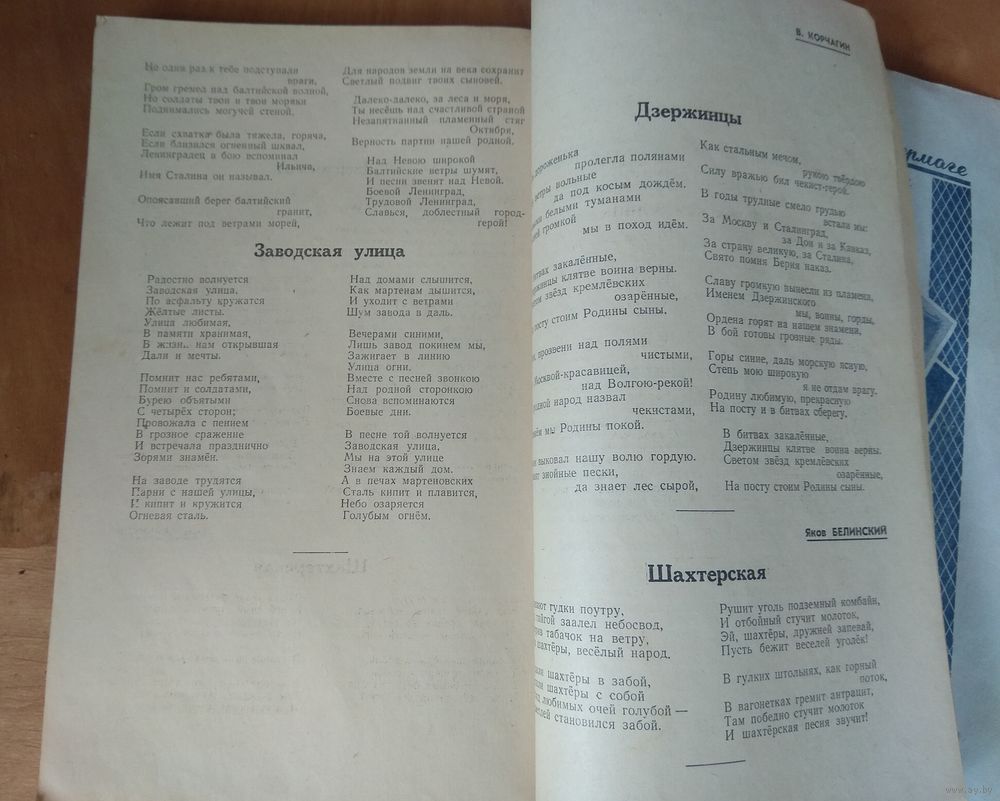 Не один раз к тебе подступали
враги,
Гром гремел над балтийской волной,
Но солдаты твои и твои моряки
Поднимались могучей стеной.
Если схватка была тяжела, горяча,
Если близился огненный шквал,
Ленинградец в бою вспоминал
Ильича,
Имя Сталина он называл.
Опоясавший берег балтийский
гранит,
Что лежит под ветрами морей,
Для народов земли на века сохранит
Светлый подвиг твоих сыновей.
Далеко-далеко, за леса и моря,
Ты несёшь над счастливой страной
Незапятнанный пламенный стяг
Октября,
Верность партии нашей родной.
Над Невою широкой
Балтийские ветры шумят,
И песни звенят над Невой.
Боевой Ленинград,
Трудовой Ленинград,
Славься, доблестный город-
герой!
Заводская улица
Радостно волнуется
Заводская улица.
По асфальту кружатся
Жёлтые листы.
Улица любимая,
В памяти хранимая,
В жизни нам открывшая
Дали и мечты.
Помнит нас ребятами,
Помнит и солдатами,
Бурею объятыми
С четырёх сторон;
Провожала с пением
В грозное сражение
И встречала празднично
Зорями знамён.
На заводе трудятся
Парни с нашей улицы,
И кипит и кружится
Огневая сталь.
Над домами слышится,
Как мартена дышится,
И уходит с ветрами
Шум завода в даль.
Вечерами синими,
Лишь завод покинем мы,
Зажигает в линию
Улица огни.
Вместе с песней звонкою
Над родной сторонкою
Снова вспоминаются
Боевые дни.
В песне той волнуется
Заводская улица,
Мы на этой улице
Знаем каждый дом.
А в печах мартеновских
Сталь кипит и плавится,
Небо озаряется
Голубым огнём.
В. КОРЧАГИН
Дзержинцы
пролегла полянами
ветры вольные
да под косым дождём.
белыми туманами
громкой
мы в поход идём.
закалённые,
клятве воина верны.
звёзд кремлёвских
озарённые,
посту стоим Родины сыны.
прозвени над полями
чистыми,
Москвой-красавицей,
над Волгою-рекой!
народ назвал
чекистами,
мы Родины покой.
выковал нашу волю гордую.
знойные пески,
да знает лес сырой,
Как стальным мечом,
рукою твёрдою
Силу вражью бил чекист-герой.
В годы трудные смело грудью
встали мы:
За Москву и Сталинград,
за Дон и за Кавказ,
За страну великую, за Сталина,
Свято помня Берия наказ.
Славу громкую вынесли из пламени,
Именем Дзержинского
мы, воины, горды,
Ордена горят на нашем знамени.
В бой готовы грозные ряды.
Горы синие, даль морскую ясную,
Степь мою широкую
я не отдам врагу.
Родину любимую, прекрасную
На посту и в битвах сберегу.
В битвах закалённые,
Дзержинцы клятве воина верны.
Светом звёзд кремлёвских
озарённые,
На посту стоим Родины сыны.
Яков БЕЛИНСКИЙ
Шахтерская
гудки поутру,
заалел небосвод,
табачок на ветру,
шахтёры, весёлый народ.
шахтёры в забой,
шахтёры с собой
любимых очей голубой —
становился забой.
Рушит уголь подземный комбайн,
И отбойный стучит молоток,
Эй, шахтёры, дружней запевай,
Пусть бежит веселей уголёк!
В гулких штольнях, как горный
поток,
В вагонетках гремит антрацит,
Там победно стучит молоток
И шахтёрская песня звучит!
www.ay.by